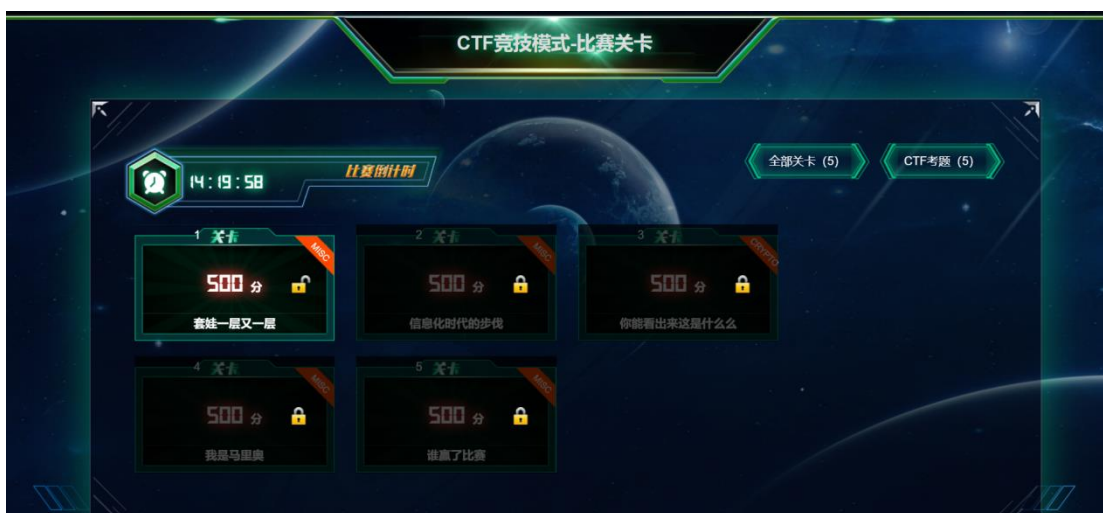 CTF竞技模式-比赛关卡
14:19:58
比赛倒计时
全部关卡 (5)
CTF考题 (5)
1 关卡
MISC
500 分
套娃一层又一层
2 关卡
MISC
500 分
信息化时代的步伐
3 关卡
CRYPTO
500 分
你能看出来这是什么么
4 关卡
MISC
500 分
我是马里奥
5 关卡
MISC
500 分
谁赢了比赛